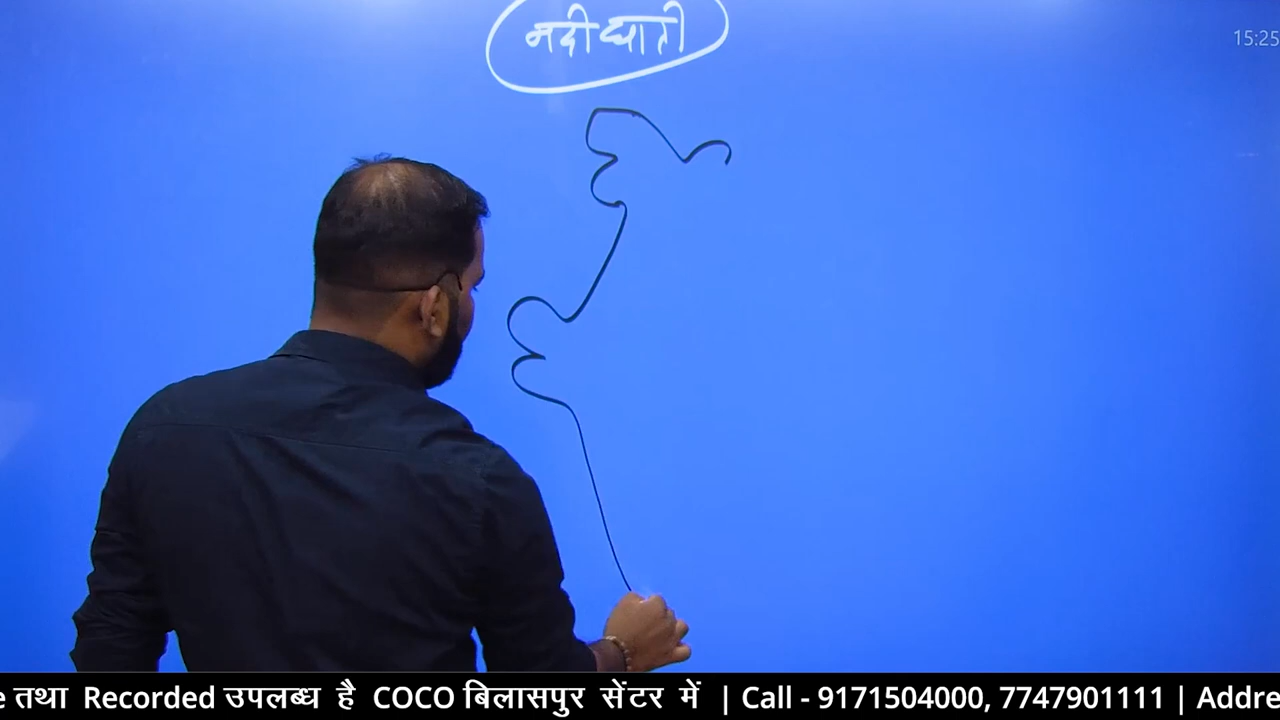 नदी घाटी
15:25
e तथा Recorded उपलब्ध है COCO बिलासपुर सेंटर में | Call - 9171504000, 7747901111 | Addre